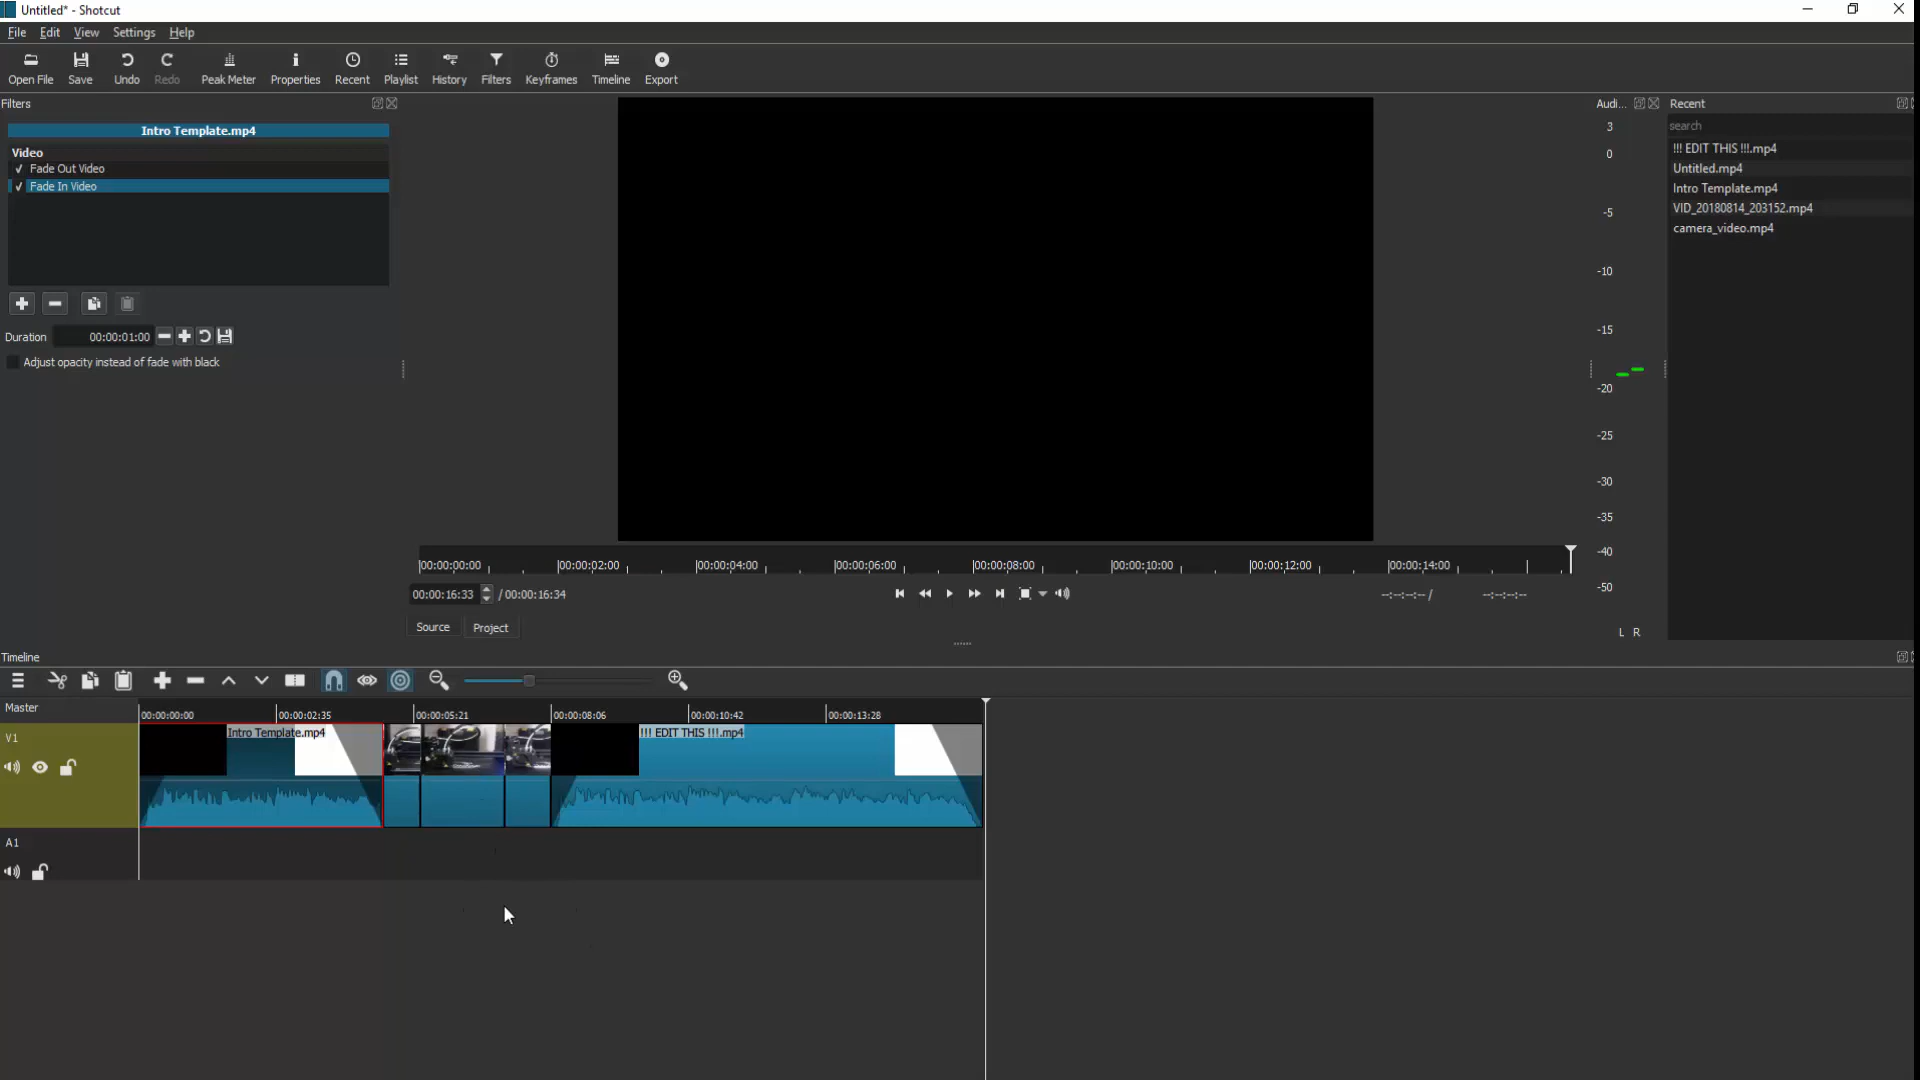 Untitled* - Shotcut
File Edit View Settings Help
Open File Save Undo Redo Peak Meter Properties Recent Playlist History Filters Keyframes Timeline Export
Filters
Intro Template.mp4
Video
Fade Out Video
Fade In Video
Duration 00:00:01:00
Adjust opacity instead of fade with black
00:00:00:00 00:00:02:00 00:00:04:00 00:00:06:00 00:00:08:00 00:00:10:00 00:00:12:00 00:00:14:00
00:00:16:33 / 00:00:16:34 --:--:--:-- / --:--:--:--
Source Project
Audi...
3
0
-5
-10
-15
-20
-25
-30
-35
-40
-50
L R
Recent
search
!!! EDIT THIS !!!.mp4
Untitled.mp4
Intro Template.mp4
VID_20180814_203152.mp4
camera_video.mp4
Timeline
Master
00:00:00:00 00:00:02:35 00:00:05:21 00:00:08:06 00:00:10:42 00:00:13:28
V1
Intro Template.mp4 !!! EDIT THIS !!!.mp4
A1